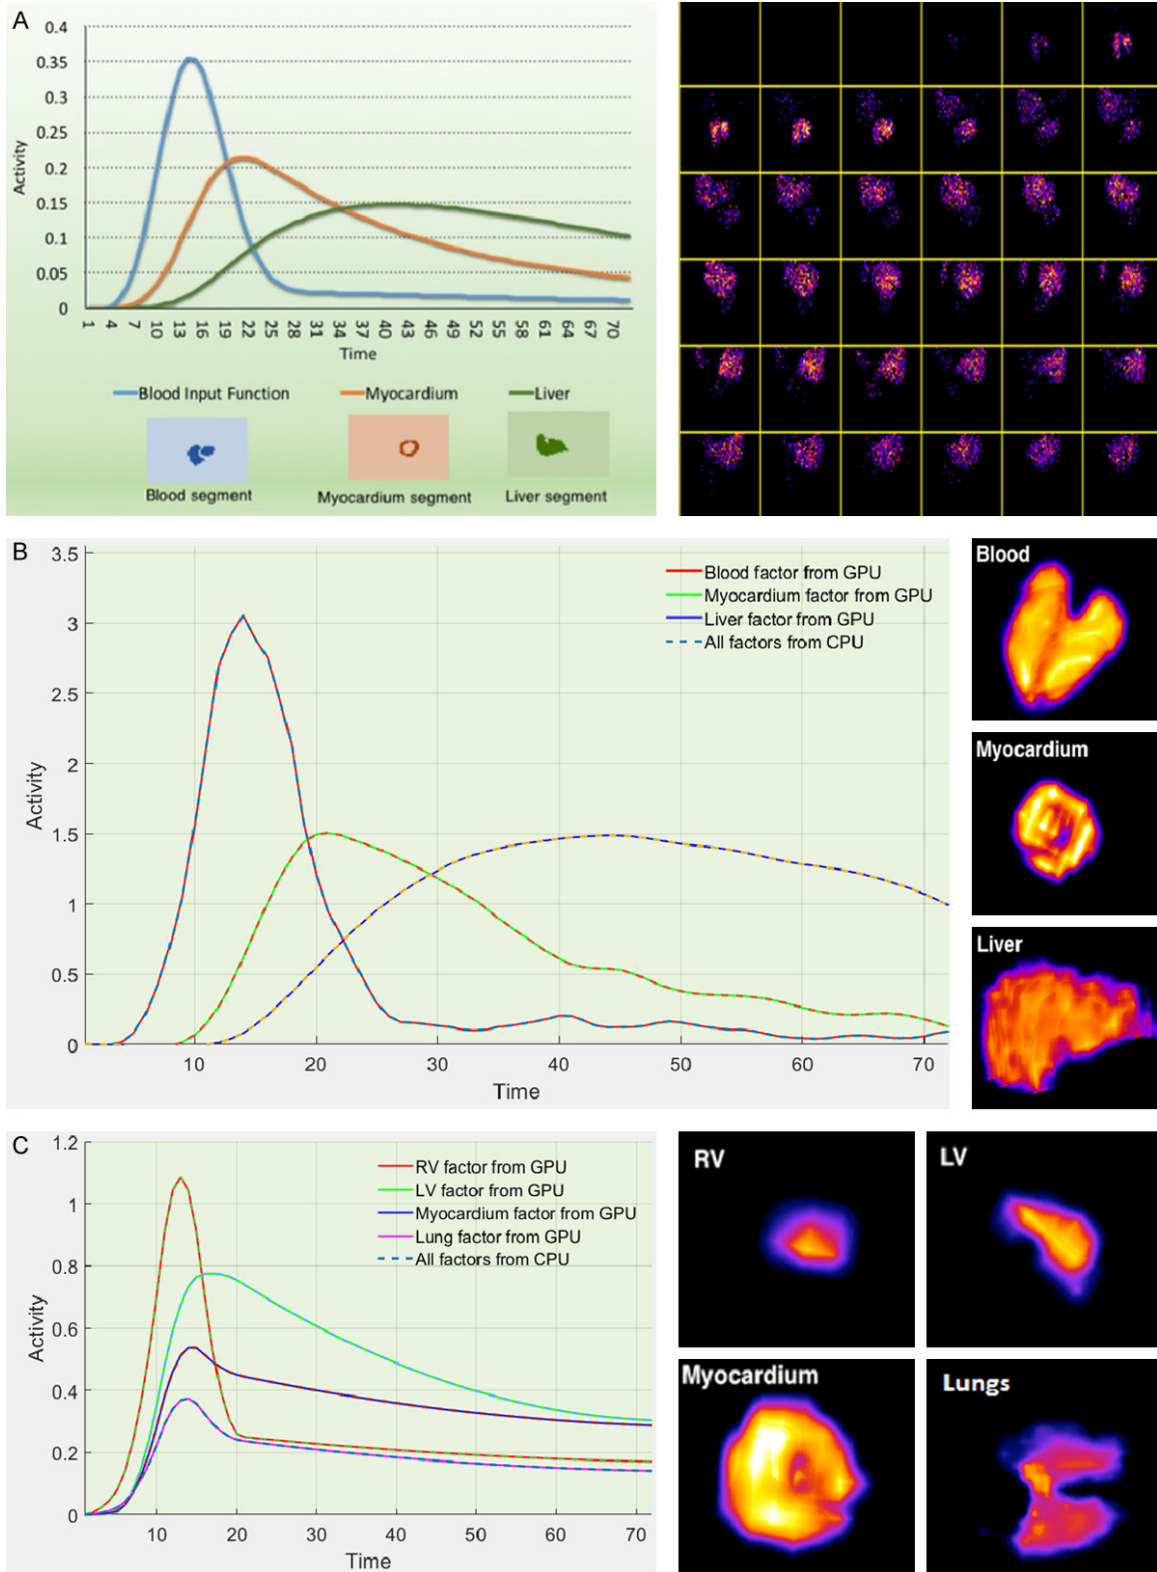 A
0.4
0.35
0.3
0.25
0.2
0.15
0.1
0.05
0
Activity
1 4 7 10 13 16 19 22 25 28 31 34 37 40 43 46 49 52 55 58 61 64 67 70
Time
Blood Input Function Myocardium Liver
Blood segment Myocardium segment Liver segment
B
3.5
3
2.5
2
1.5
1
0.5
0
Activity
10 20 30 40 50 60 70
Time
Blood factor from GPU
Myocardium factor from GPU
Liver factor from GPU
All factors from CPU
Blood
Myocardium
Liver
C
1.2
1
0.8
0.6
0.4
0.2
0
Activity
10 20 30 40 50 60 70
Time
RV factor from GPU
LV factor from GPU
Myocardium factor from GPU
Lung factor from GPU
All factors from CPU
RV
LV
Myocardium
Lungs